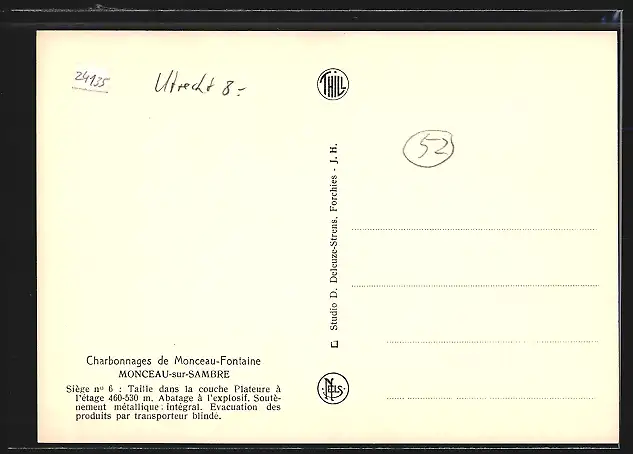 24135
Utrecht 8-
THILL
52
Studio D. Deleuze-Strens, Forchies - J. H.
Charbonnages de Monceau-Fontaine
MONCEAU-sur-SAMBRE
Siège nº 6 : Taille dans la couche Plateure à
l'étage 460-530 m. Abatage à l'explosif. Soutè-
nement métallique intégral. Evacuation des
produits par transporteur blindé.
NELS